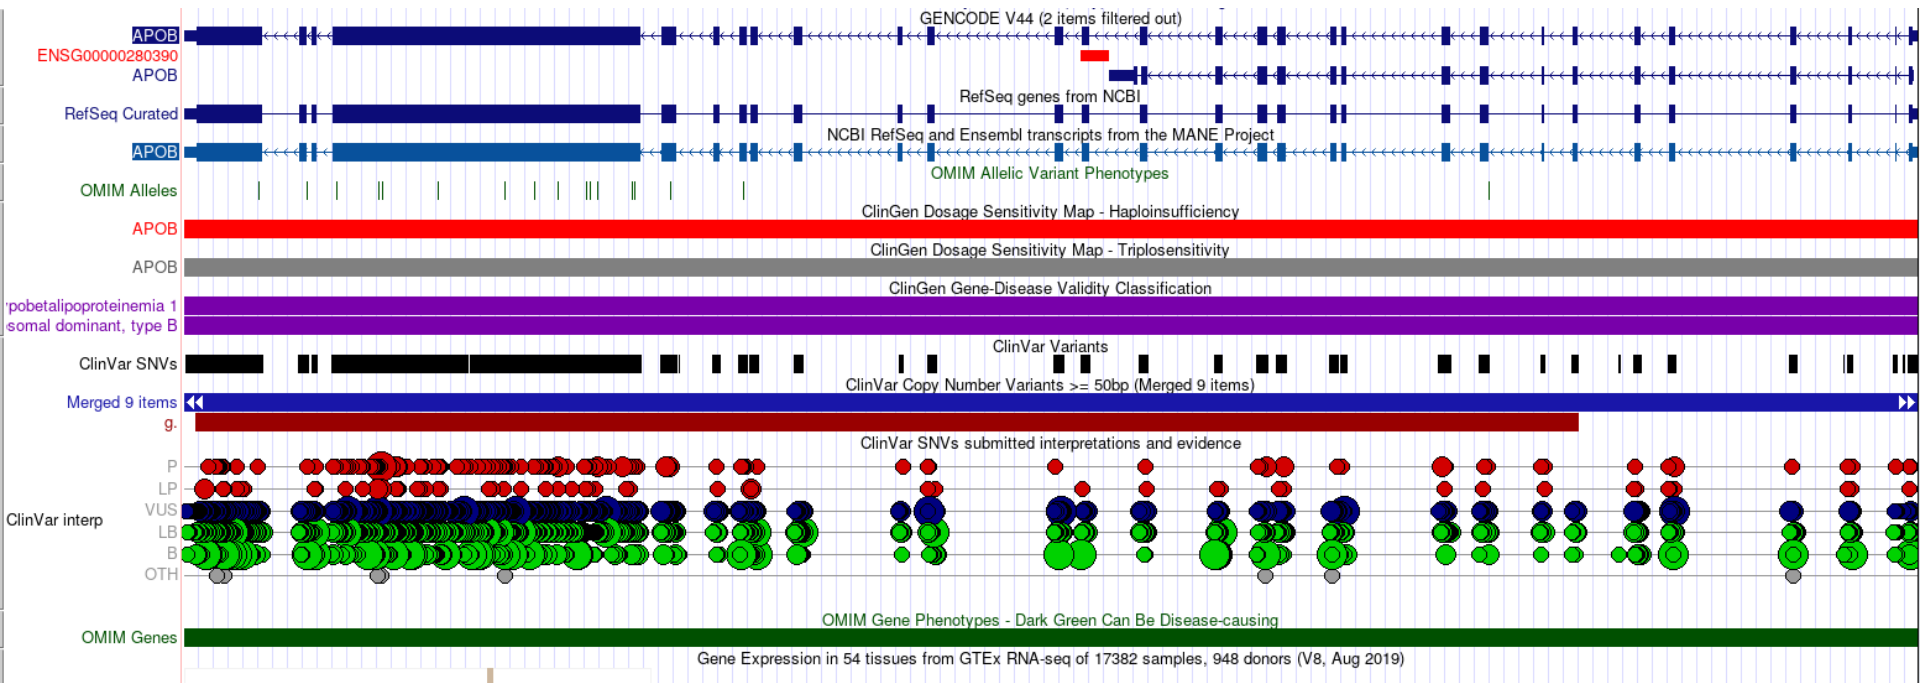 GENCODE V44 (2 items filtered out)
APOB
ENSG00000280390
APOB
RefSeq genes from NCBI
RefSeq Curated
NCBI RefSeq and Ensembl transcripts from the MANE Project
APOB
OMIM Allelic Variant Phenotypes
OMIM Alleles
ClinGen Dosage Sensitivity Map - Haploinsufficiency
APOB
ClinGen Dosage Sensitivity Map - Triplosensitivity
APOB
ClinGen Gene-Disease Validity Classification
pobetalipoproteinemia 1
somal dominant, type B
ClinVar Variants
ClinVar SNVs
ClinVar Copy Number Variants >= 50bp (Merged 9 items)
Merged 9 items
g.
ClinVar SNVs submitted interpretations and evidence
P
LP
VUS
ClinVar interp
LB
B
OTH
OMIM Gene Phenotypes - Dark Green Can Be Disease-causing
OMIM Genes
Gene Expression in 54 tissues from GTEx RNA-seq of 17382 samples, 948 donors (V8, Aug 2019)